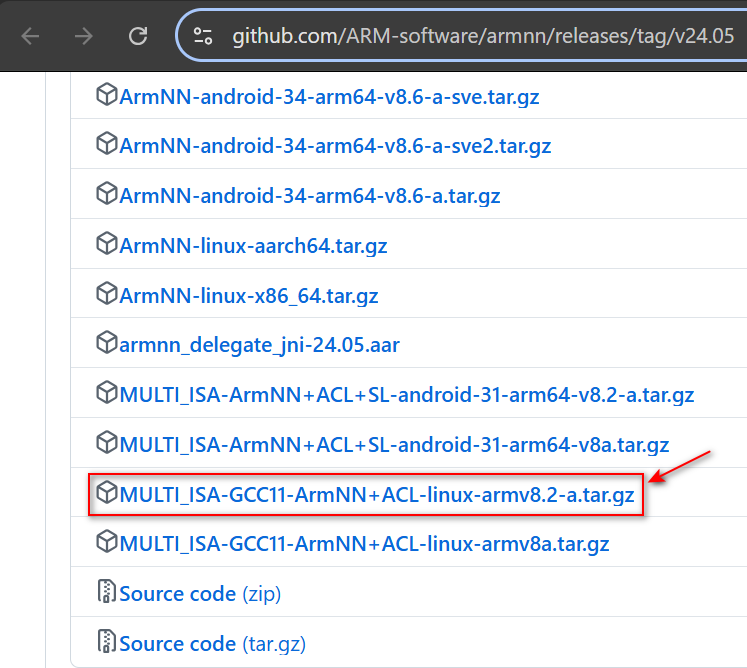 github.com/ARM-software/armnn/releases/tag/v24.05
ArmNN-android-34-arm64-v8.6-a-sve.tar.gz
ArmNN-android-34-arm64-v8.6-a-sve2.tar.gz
ArmNN-android-34-arm64-v8.6-a.tar.gz
ArmNN-linux-aarch64.tar.gz
ArmNN-linux-x86_64.tar.gz
armnn_delegate_jni-24.05.aar
MULTI_ISA-ArmNN+ACL+SL-android-31-arm64-v8.2-a.tar.gz
MULTI_ISA-ArmNN+ACL+SL-android-31-arm64-v8a.tar.gz
MULTI_ISA-GCC11-ArmNN+ACL-linux-armv8.2-a.tar.gz
MULTI_ISA-GCC11-ArmNN+ACL-linux-armv8a.tar.gz
Source code (zip)
Source code (tar.gz)